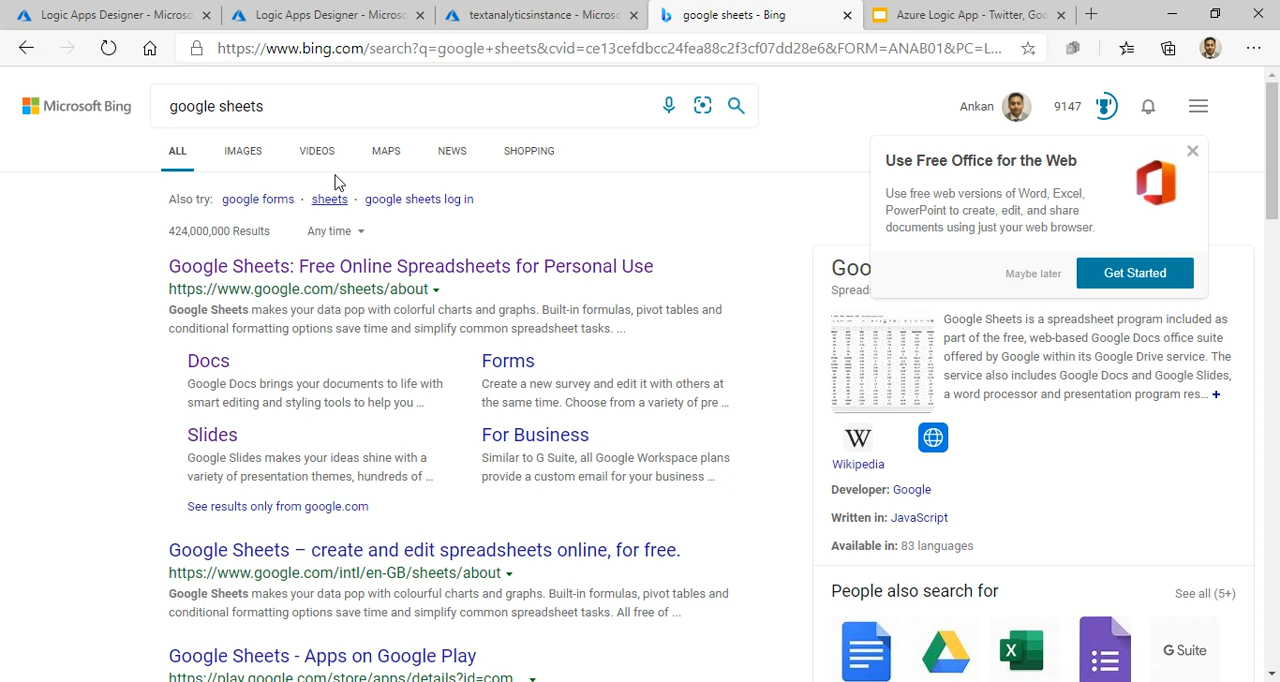 Logic Apps Designer - Microso
Logic Apps Designer - Microso
textanalyticsinstance - Microsof
google sheets - Bing
Azure Logic App - Twitter, Goo
https://www.bing.com/search?q=google+sheets&cvid=ce13cefdbcc24fea88c2f3cf07dd28e6&FORM=ANAB01&PC=L...
Microsoft Bing
google sheets
Ankan
9147
ALL
IMAGES
VIDEOS
MAPS
NEWS
SHOPPING
Use Free Office for the Web
Use free web versions of Word, Excel,
PowerPoint to create, edit, and share
documents using just your web browser.
Maybe later
Get Started
Also try: google forms · sheets · google sheets log in
424,000,000 Results
Any time
Google Sheets: Free Online Spreadsheets for Personal Use
https://www.google.com/sheets/about
Google Sheets makes your data pop with colorful charts and graphs. Built-in formulas, pivot tables and
conditional formatting options save time and simplify common spreadsheet tasks. ...
Docs
Google Docs brings your documents to life with
smart editing and styling tools to help you ...
Forms
Create a new survey and edit it with others at
the same time. Choose from a variety of pre ...
Slides
Google Slides makes your ideas shine with a
variety of presentation themes, hundreds of ...
For Business
Similar to G Suite, all Google Workspace plans
provide a custom email for your business ...
See results only from google.com
Google Sheets – create and edit spreadsheets online, for free.
https://www.google.com/intl/en-GB/sheets/about
Google Sheets makes your data pop with colourful charts and graphs. Built-in formulas, pivot tables and
conditional formatting options save time and simplify common spreadsheet tasks. All free of ...
Google Sheets - Apps on Google Play
https://play.google.com/store/apps/details?id=com...
Goo
Spreads
Google Sheets is a spreadsheet program included as
part of the free, web-based Google Docs office suite
offered by Google within its Google Drive service. The
service also includes Google Docs and Google Slides,
a word processor and presentation program res... +
W
Wikipedia
Developer: Google
Written in: JavaScript
Available in: 83 languages
People also search for
See all (5+)
X
G Suite